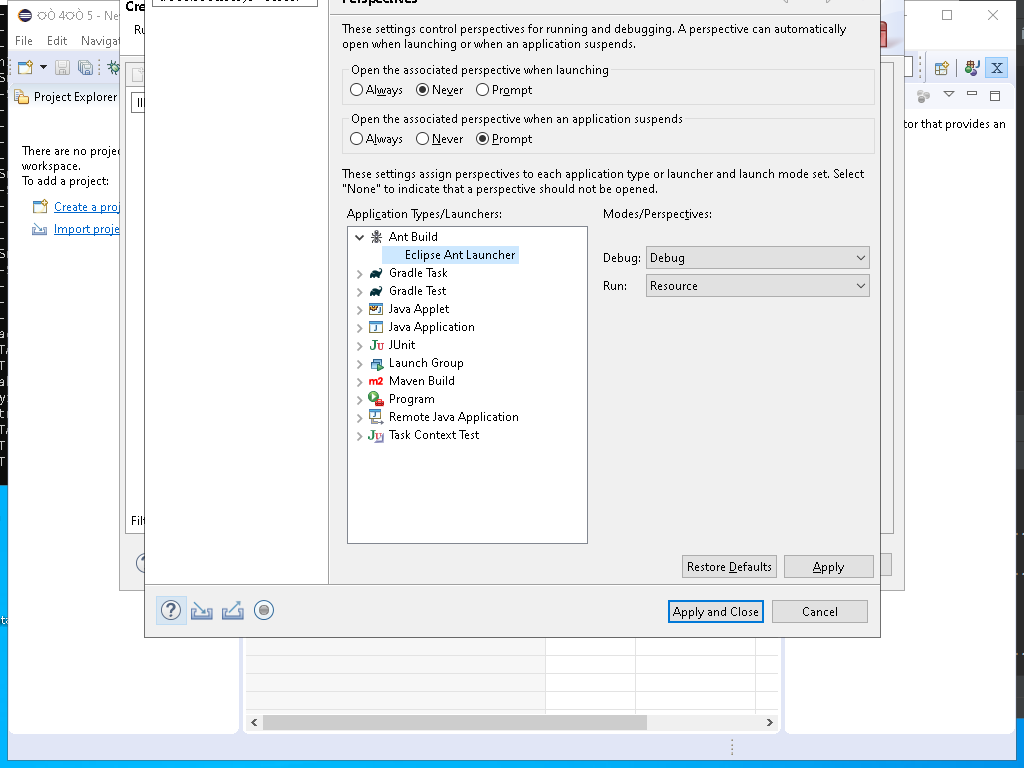 Cre
Perspectives
File Edit Navigat
These settings control perspectives for running and debugging. A perspective can automatically
open when launching or when an application suspends.
Open the associated perspective when launching
Always Never Prompt
Project Explorer
Open the associated perspective when an application suspends
tor that provides an
Always Never Prompt
There are no projec
workspace.
To add a project:
These settings assign perspectives to each application type or launcher and launch mode set. Select
"None" to indicate that a perspective should not be opened.
Create a proj
Import proje
Application Types/Launchers: Modes/Perspectives:
Ant Build
Eclipse Ant Launcher
Debug: Debug
Gradle Task
Run: Resource
Gradle Test
Java Applet
Java Application
JUnit
Launch Group
Maven Build
Program
Remote Java Application
Task Context Test
Filt
Restore Defaults Apply
Apply and Close Cancel